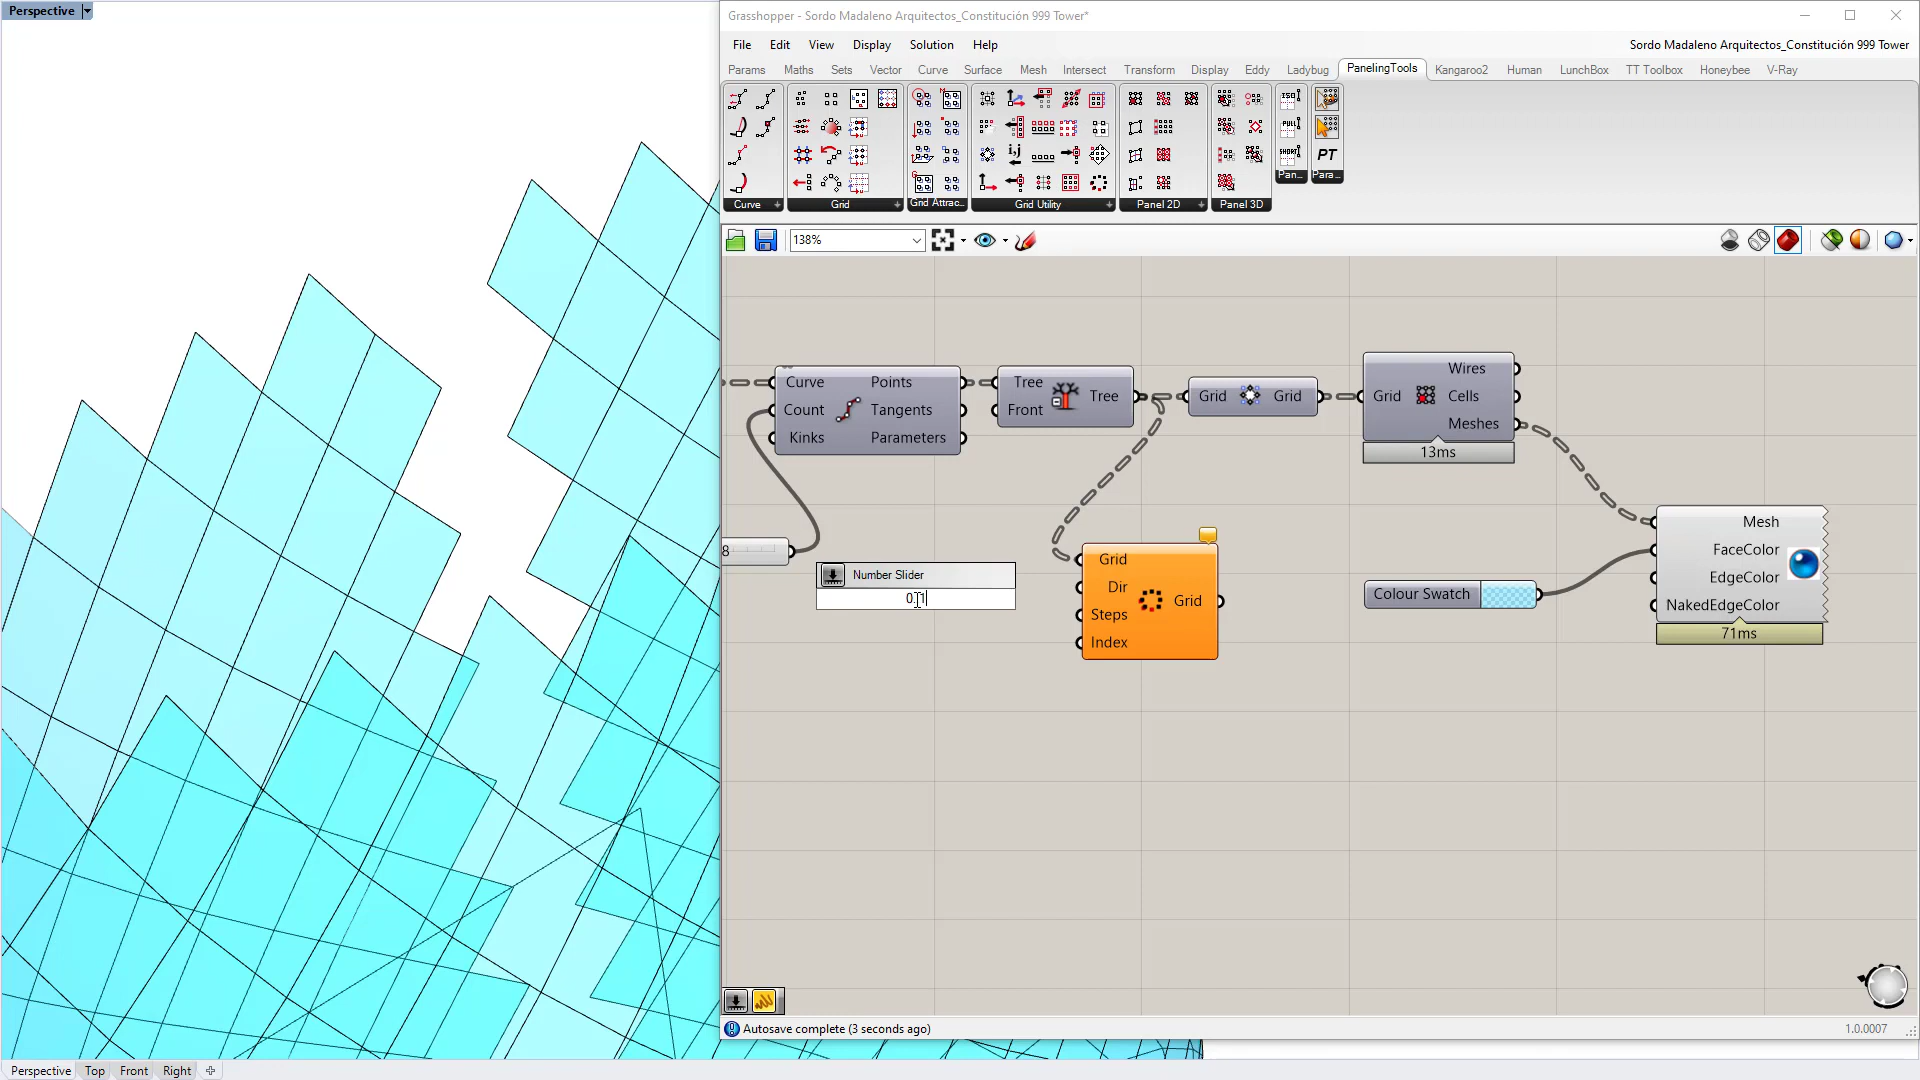 Perspective
Grasshopper - Sordo Madaleno Arquitectos_Constitución 999 Tower*
File Edit View Display Solution Help
Sordo Madaleno Arquitectos_Constitución 999 Tower
Params Maths Sets Vector Curve Surface Mesh Intersect Transform Display Eddy Ladybug PanelingTools Kangaroo2 Human LunchBox TT Toolbox Honeybee V-Ray
i,j
ISO
PULL
SHORT
PT
Curve Grid Grid Attrac... Grid Utility Panel 2D Panel 3D Pan... Para...
138%
Curve Points
Count Tangents
Kinks Parameters
Tree
Front
Tree
Grid Grid
Grid
Wires
Cells
Meshes
13ms
8
Number Slider
Grid
Dir
Steps
Index
Grid
Colour Swatch
Mesh
FaceColor
EdgeColor
NakedEdgeColor
71ms
Autosave complete (3 seconds ago)
1.0.0007
Perspective Top Front Right